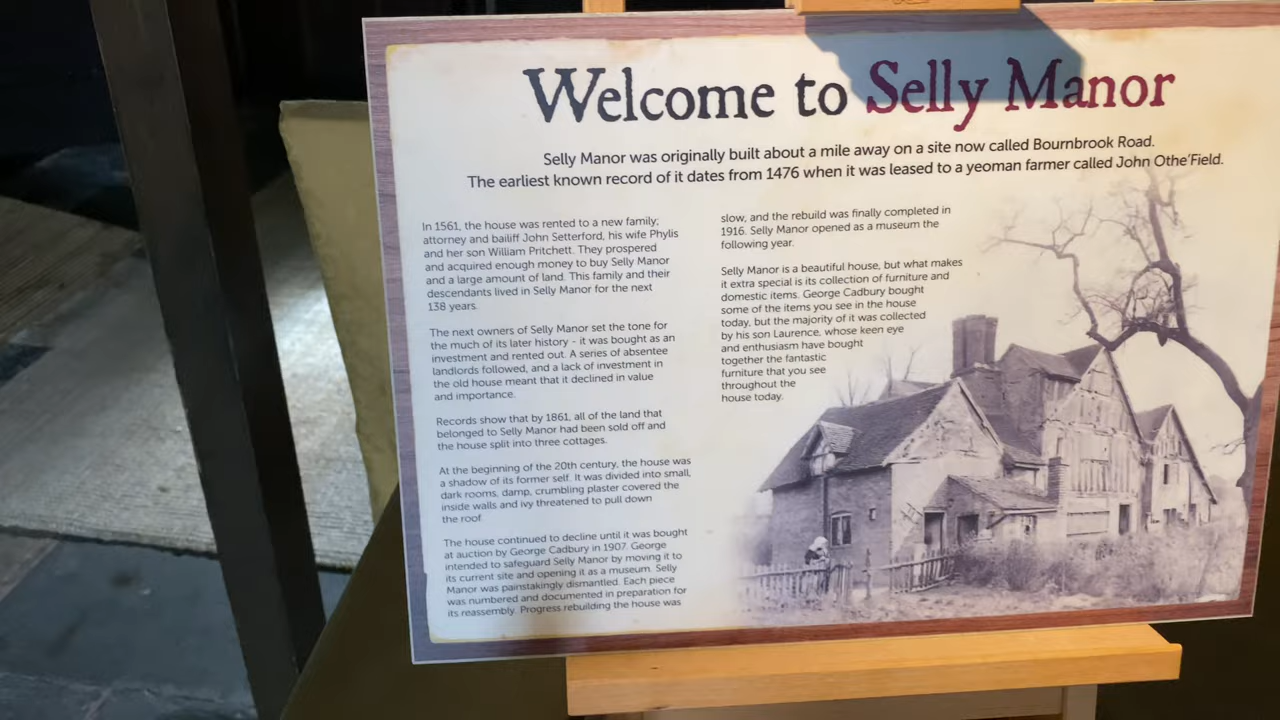 Welcome to Selly Manor
Selly Manor was originally built about a mile away on a site now called Bournbrook Road.
The earliest known record of it dates from 1476 when it was leased to a yeoman farmer called John Othe'Field.
In 1561, the house was rented to a new family;
attorney and bailiff John Setterford, his wife Phylis
and her son William Pritchett. They prospered
and acquired enough money to buy Selly Manor
and a large amount of land. This family and their
descendants lived in Selly Manor for the next
138 years.
The next owners of Selly Manor set the tone for
the much of its later history - it was bought as an
investment and rented out. A series of absentee
landlords followed, and a lack of investment in
the old house meant that it declined in value
and importance.
Records show that by 1861, all of the land that
belonged to Selly Manor had been sold off and
the house split into three cottages.
At the beginning of the 20th century, the house was
a shadow of its former self. It was divided into small,
dark rooms, damp, crumbling plaster covered the
inside walls and ivy threatened to pull down
the roof.
The house continued to decline until it was bought
at auction by George Cadbury in 1907. George
intended to safeguard Selly Manor by moving it to
its current site and opening it as a museum. Selly
Manor was painstakingly dismantled. Each piece
was numbered and documented in preparation for
its reassembly. Progress rebuilding the house was
slow, and the rebuild was finally completed in
1916. Selly Manor opened as a museum the
following year.
Selly Manor is a beautiful house, but what makes
it extra special is its collection of furniture and
domestic items. George Cadbury bought
some of the items you see in the house
today, but the majority of it was collected
by his son Laurence, whose keen eye
and enthusiasm have bought
together the fantastic
furniture that you see
throughout the
house today.